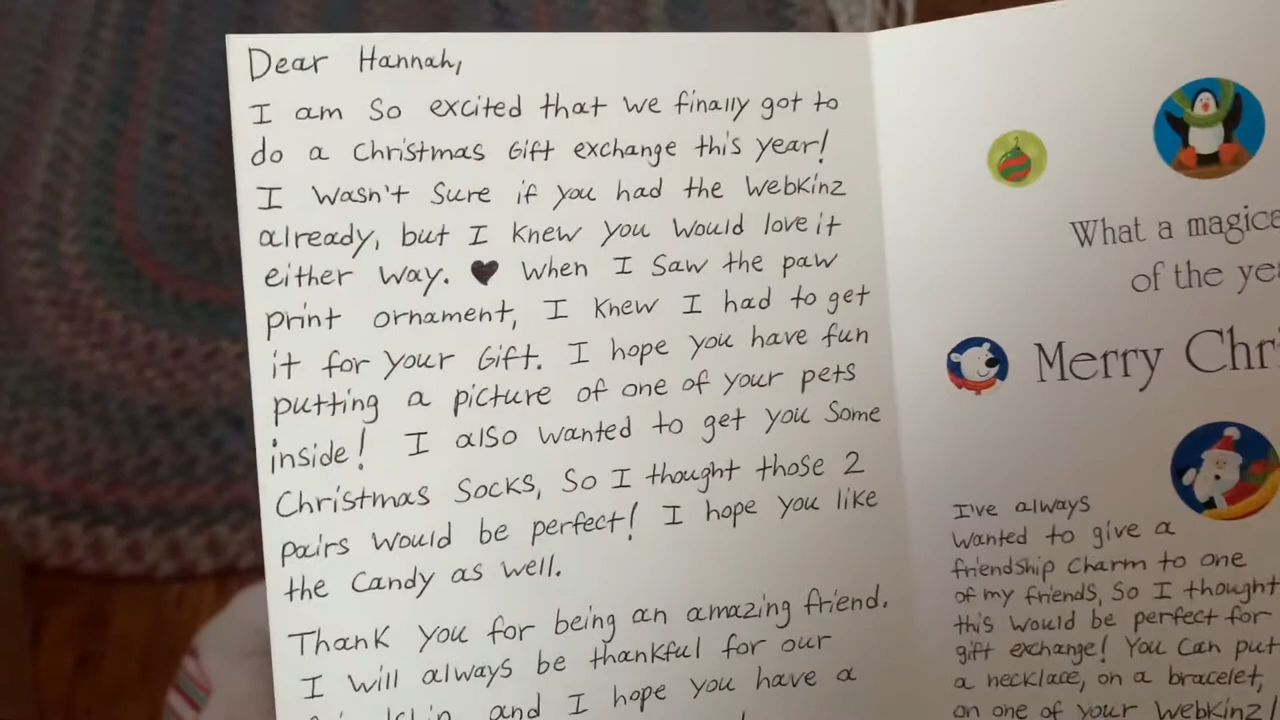 Dear Hannah,
I am so excited that we finally got to
do a Christmas Gift exchange this year!
I wasn't sure if you had the Webkinz
already, but I knew you would love it
either way. ♥ When I saw the paw
print ornament, I knew I had to get
it for your Gift. I hope you have fun
putting a picture of one of your pets
inside! I also wanted to get you some
Christmas Socks, So I thought those 2
pairs would be perfect! I hope you like
the Candy as well.
Thank you for being an amazing friend.
I will always be thankful for our
and I hope you have a
What a magica
of the ye
Merry Chr
I've always
wanted to give a
friendship charm to one
of my friends, So I thought
this would be perfect for
gift exchange! You can put
a necklace, on a bracelet,
on one of your Webkinz!